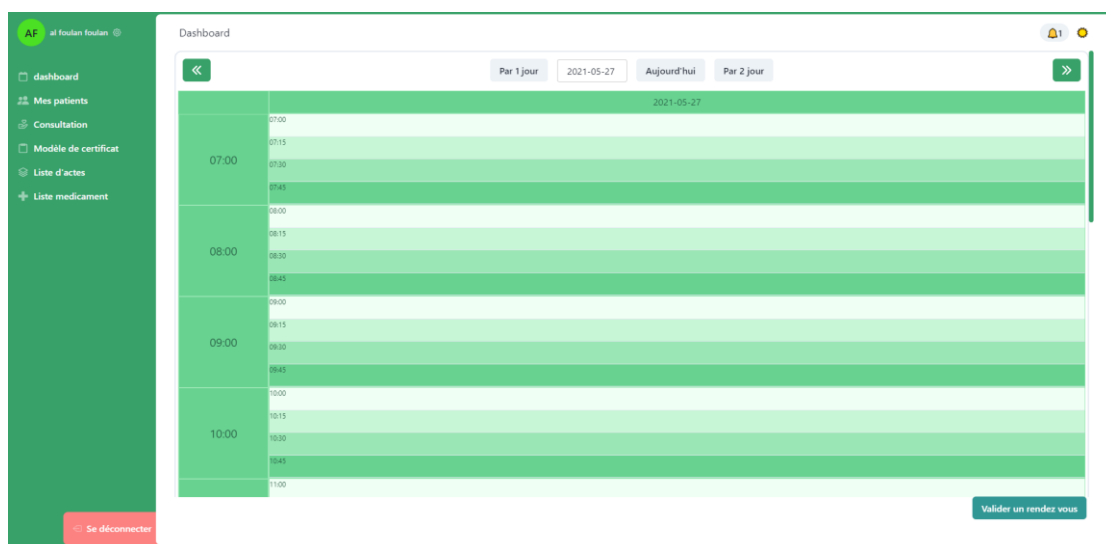 AF al foulan foulan
dashboard
Mes patients
Consultation
Modèle de certificat
Liste d'actes
Liste medicament
Se déconnecter
Dashboard
1
Par 1 jour 2021-05-27 Aujourd'hui Par 2 jour
2021-05-27
07:00
07:00
07:15
07:30
07:45
08:00
08:00
08:15
08:30
08:45
09:00
09:00
09:15
09:30
09:45
10:00
10:00
10:15
10:30
10:45
11:00
Valider un rendez vous